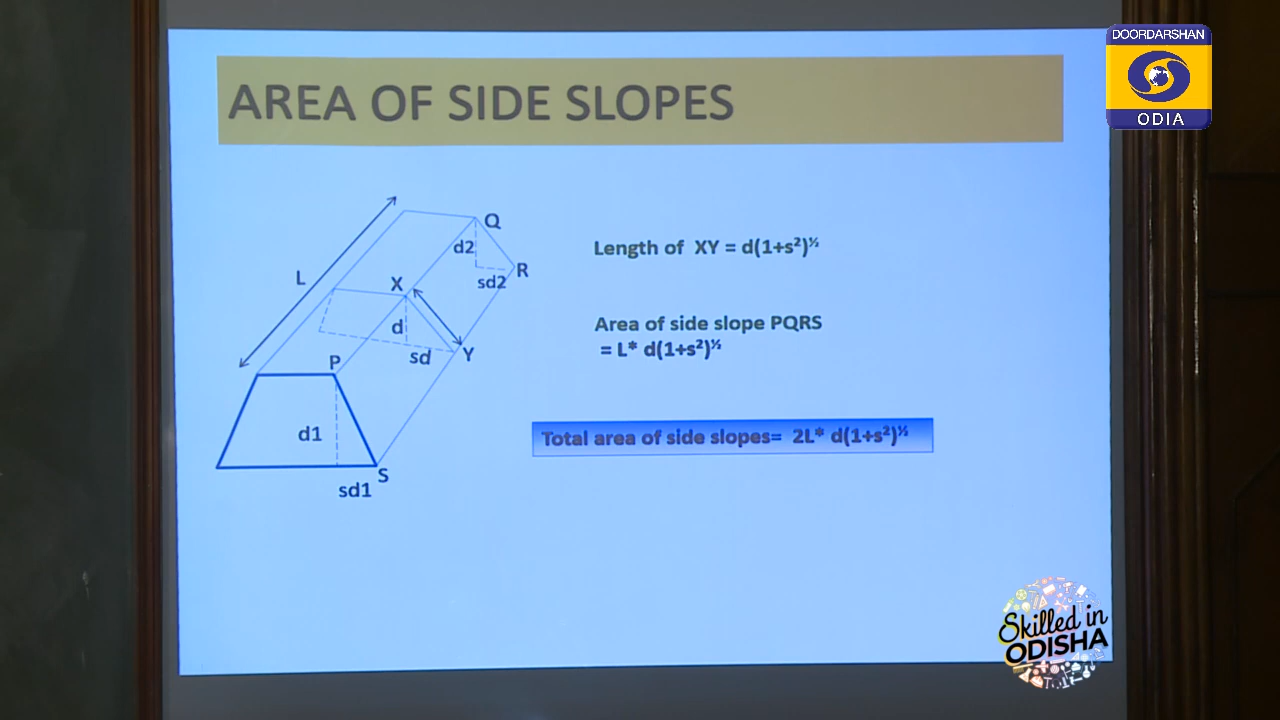 DOORDARSHAN
ODIA
AREA OF SIDE SLOPES
Q
d2
R
sd2
L
X
d
sd
Y
P
d1
S
sd1
Length of XY = d(1+s²)^½
Area of side slope PQRS
= L* d(1+s²)^½
Total area of side slopes= 2L* d(1+s²)^½
Skilled in
ODISHA